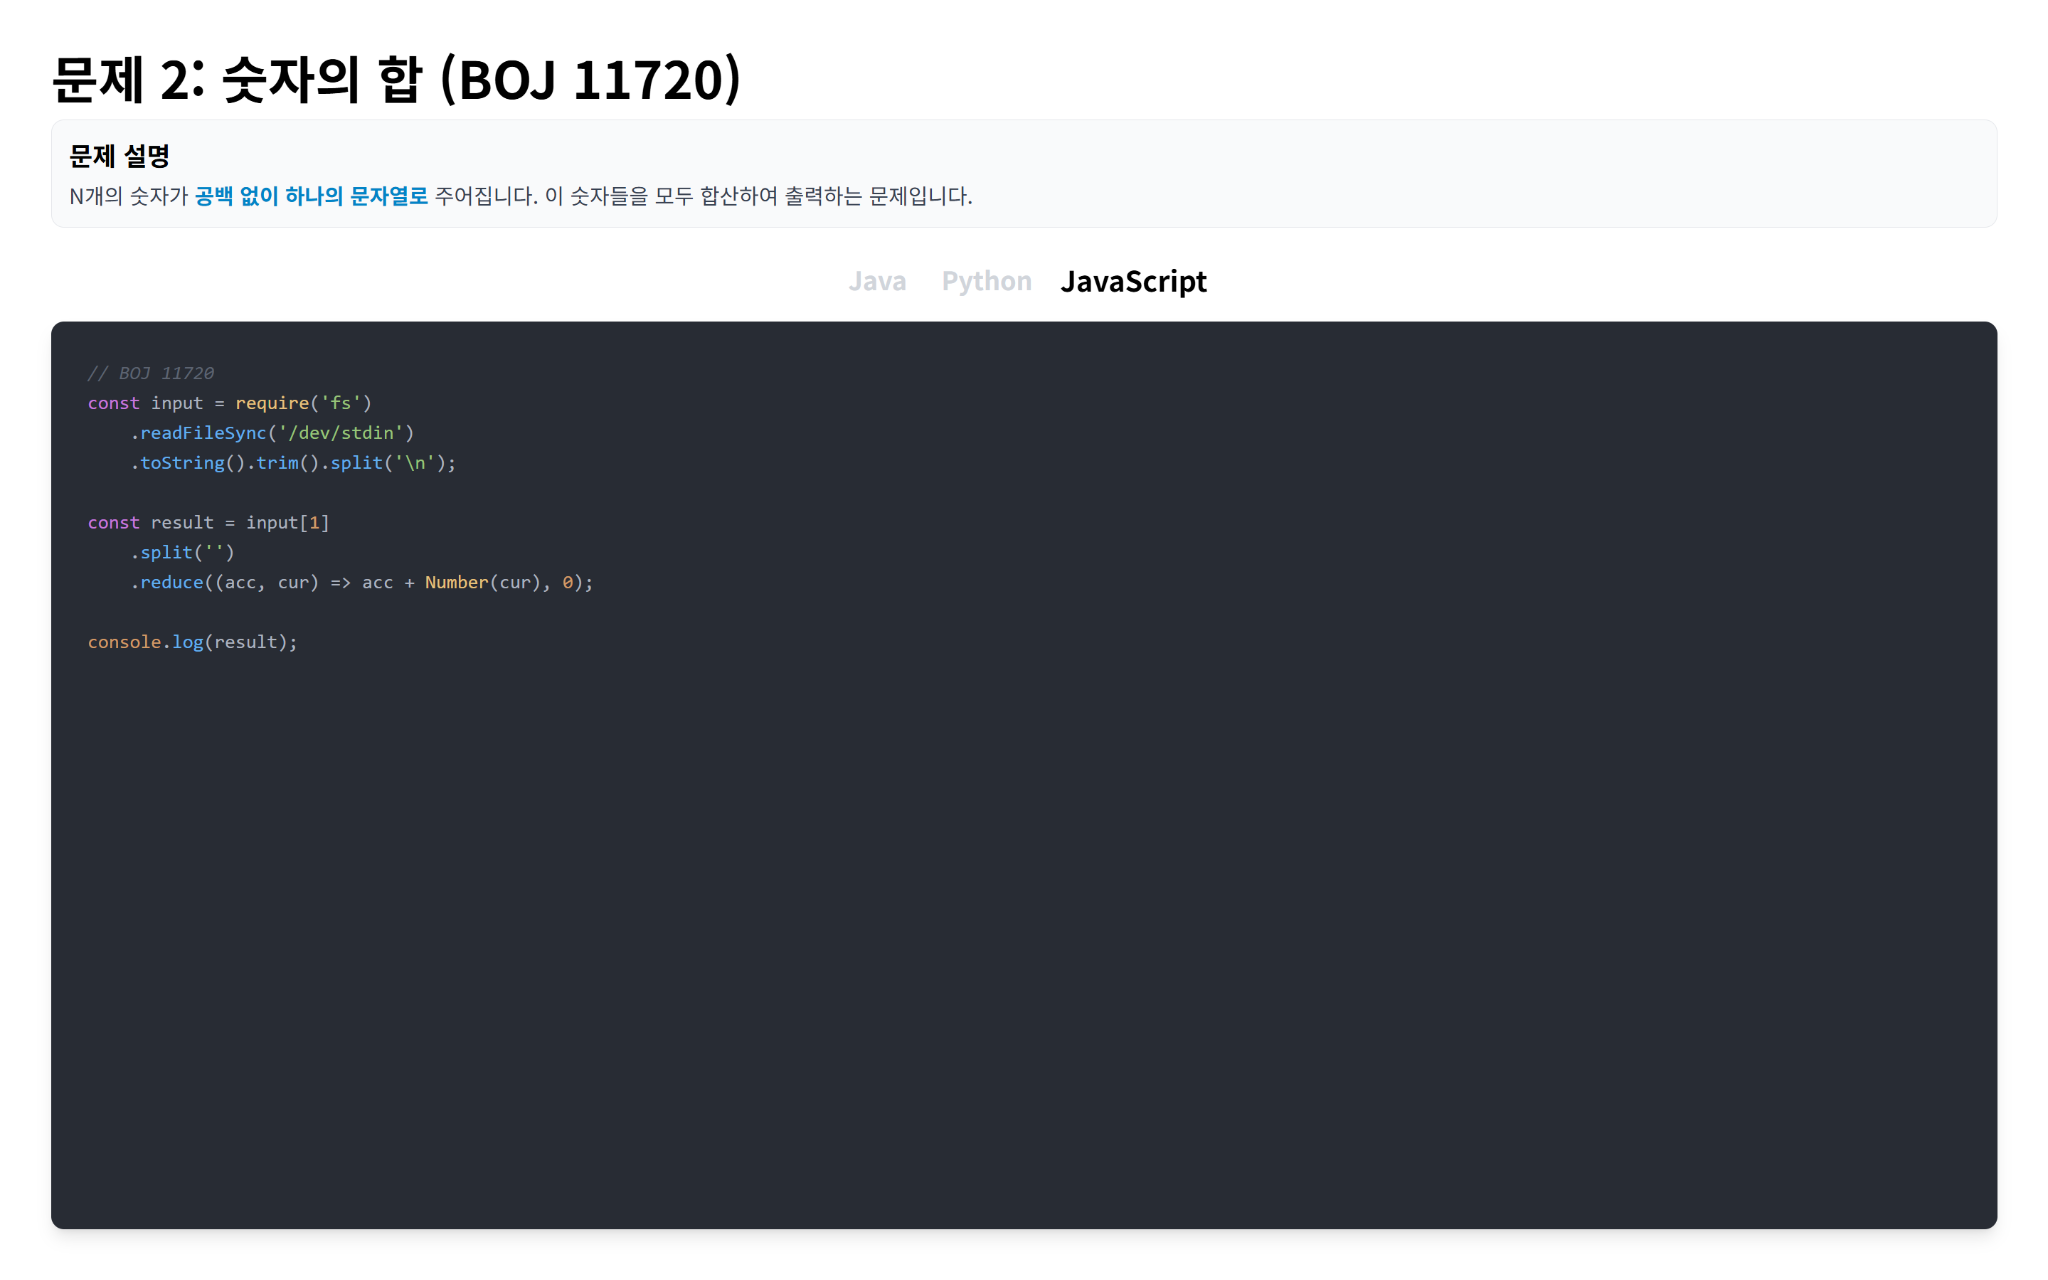 문제 2: 숫자의 합 (BOJ 11720)
문제 설명
N개의 숫자가 공백 없이 하나의 문자열로 주어집니다. 이 숫자들을 모두 합산하여 출력하는 문제입니다.
Java Python JavaScript
// BOJ 11720
const input = require('fs')
    .readFileSync('/dev/stdin')
    .toString().trim().split('\n');
const result = input[1]
    .split('')
    .reduce((acc, cur) => acc + Number(cur), 0);
console.log(result);